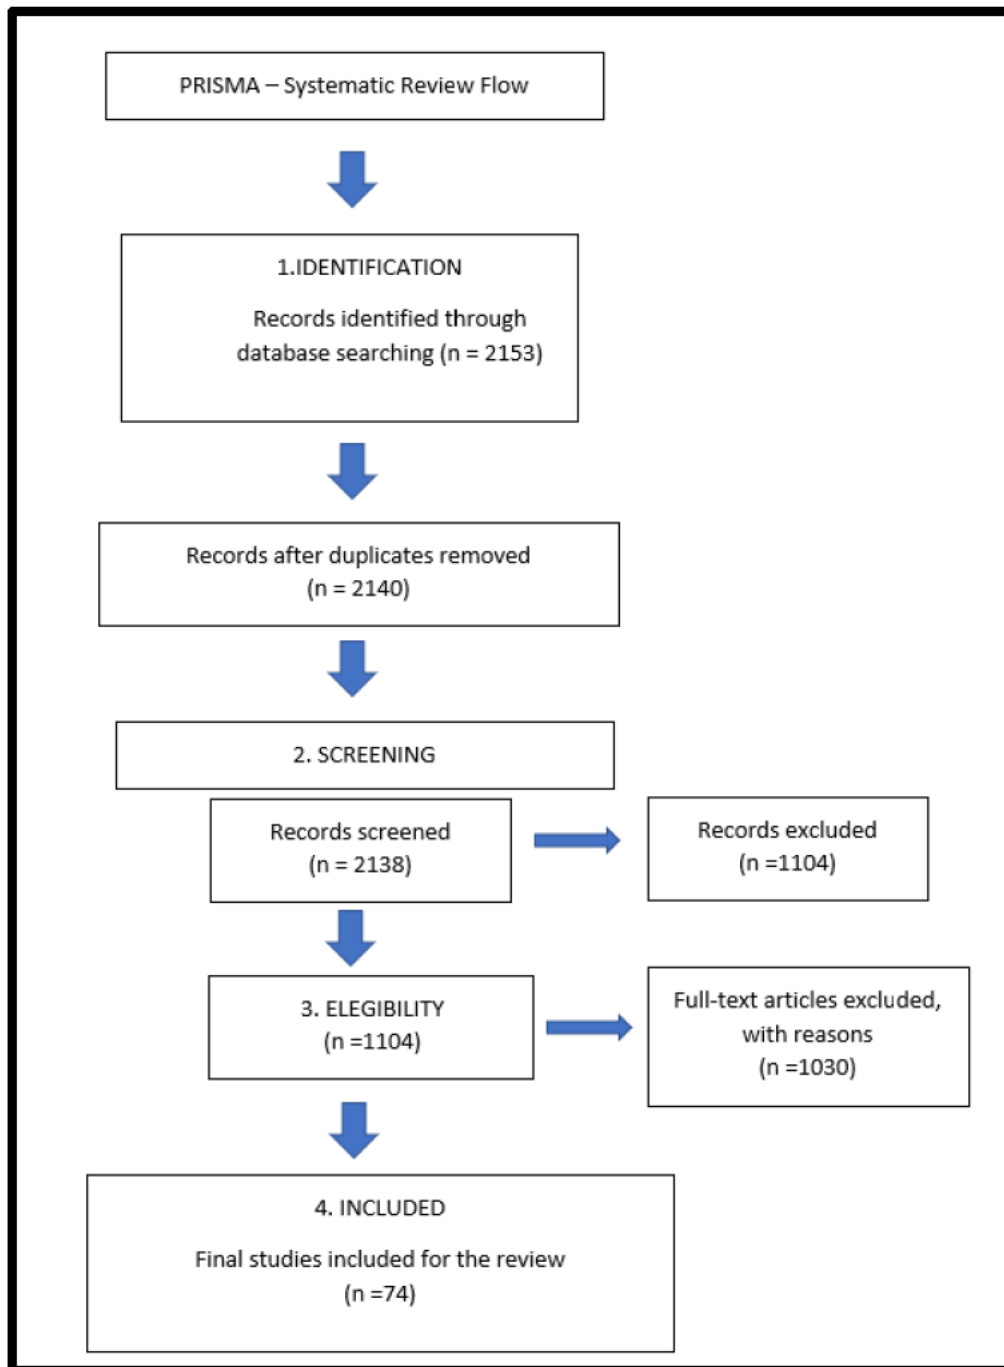 PRISMA – Systematic Review Flow
1.IDENTIFICATION
Records identified through
database searching (n = 2153)
Records after duplicates removed
(n = 2140)
2. SCREENING
Records screened
(n = 2138)
Records excluded
(n =1104)
3. ELEGIBILITY
(n =1104)
Full-text articles excluded,
with reasons
(n =1030)
4. INCLUDED
Final studies included for the review
(n =74)